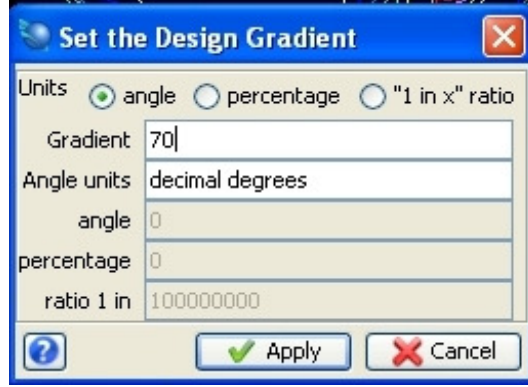 Set the Design Gradient
Units angle percentage "1 in x" ratio
Gradient 70
Angle units decimal degrees
angle 0
percentage 0
ratio 1 in 100000000
? Apply Cancel